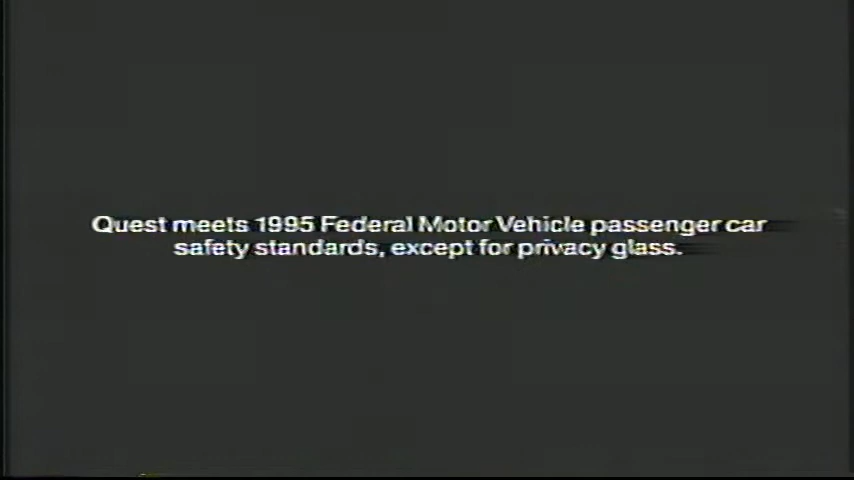 Quest meets 1995 Federal Motor Vehicle passenger car
safety standards, except for privacy glass.